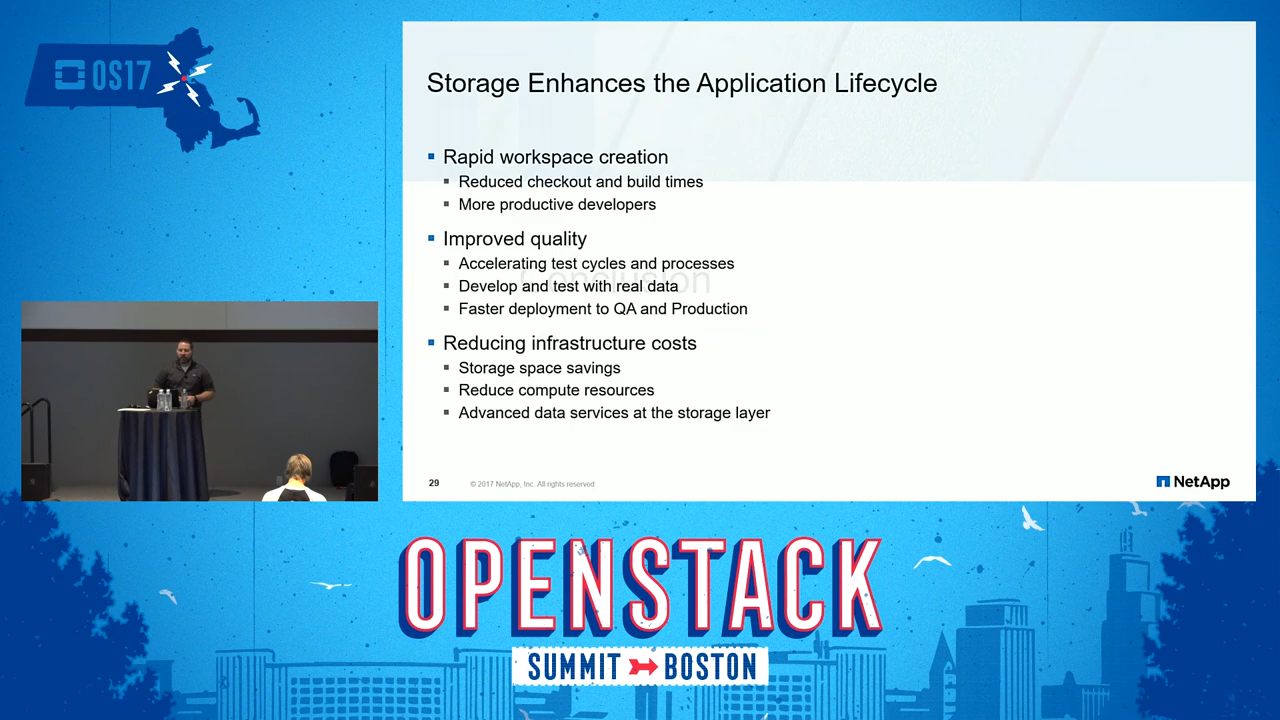 OS17
Storage Enhances the Application Lifecycle
Rapid workspace creation
Reduced checkout and build times
More productive developers
Improved quality
Accelerating test cycles and processes
Conclusion
Develop and test with real data
Faster deployment to QA and Production
Reducing infrastructure costs
Storage space savings
Reduce compute resources
Advanced data services at the storage layer
29
© 2017 NetApp, Inc. All rights reserved
NetApp
OPENSTACK
SUMMIT BOSTON